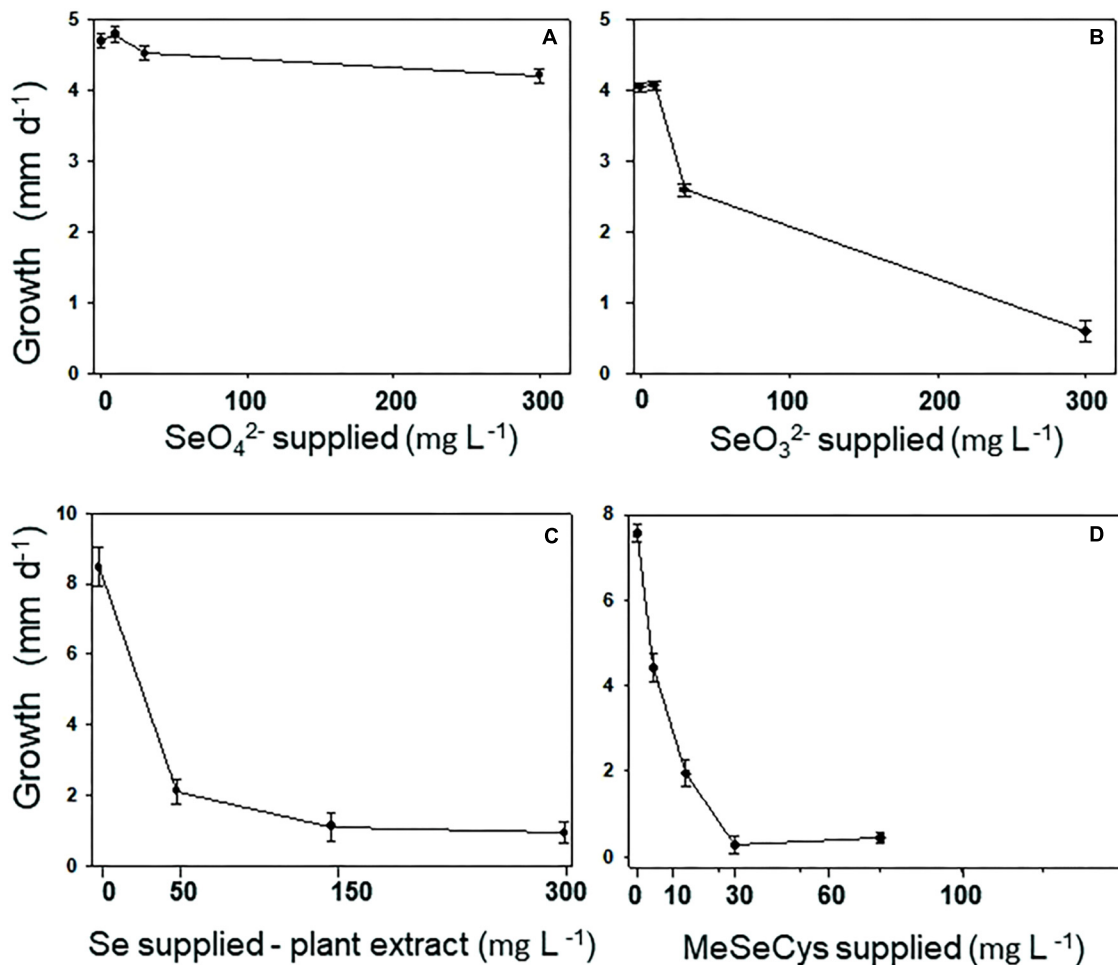 5
4
3
2
1
0
Growth (mm d⁻¹)
A
0 100 200 300
SeO₄²⁻ supplied (mg L⁻¹)
5
4
3
2
1
0
B
0 100 200 300
SeO₃²⁻ supplied (mg L⁻¹)
10
8
6
4
2
0
Growth (mm d⁻¹)
C
0 50 150 300
Se supplied - plant extract (mg L⁻¹)
8
6
4
2
0
D
0 10 30 60 100
MeSeCys supplied (mg L⁻¹)